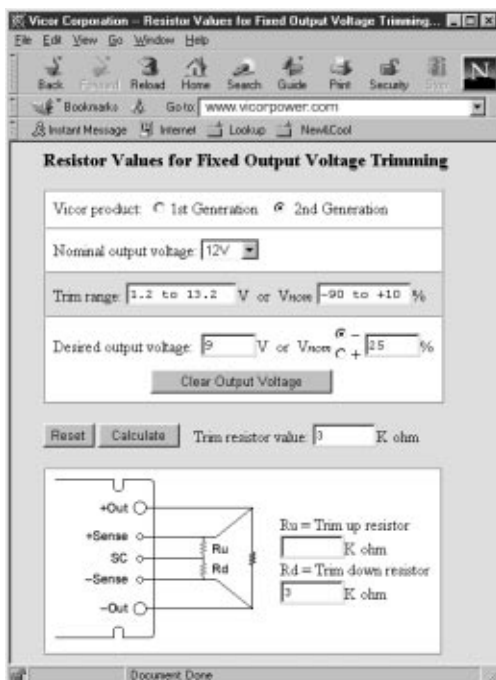 Vicor Corporation – Resistor Values for Fixed Output Voltage Trimming...
File Edit View Go Window Help
Back Forward Reload Home Search Guide Print Security Stop N
Bookmarks Go to: www.vicorpower.com
Instant Message Internet Lookup New&Cool
Resistor Values for Fixed Output Voltage Trimming
Vicor product: 1st Generation 2nd Generation
Nominal output voltage: 12V
Trim range: 1.2 to 13.2 V or Vnom -90 to +10 %
Desired output voltage: 9 V or Vnom – + 25 %
Clear Output Voltage
Reset Calculate Trim resistor value: 3 K ohm
+Out
+Sense
SC
–Sense
–Out
Ru
Rd
Ru = Trim up resistor
K ohm
Rd = Trim down resistor
3 K ohm
Document Done